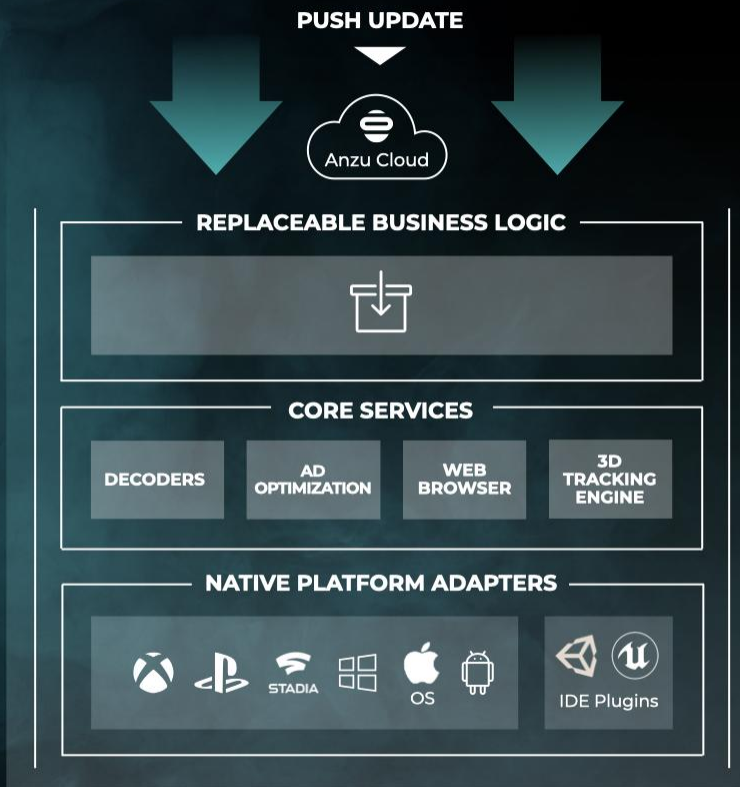 PUSH UPDATE
Anzu Cloud
REPLACEABLE BUSINESS LOGIC
CORE SERVICES
DECODERS
AD
OPTIMIZATION
WEB
BROWSER
3D
TRACKING
ENGINE
NATIVE PLATFORM ADAPTERS
STADIA
OS
IDE Plugins